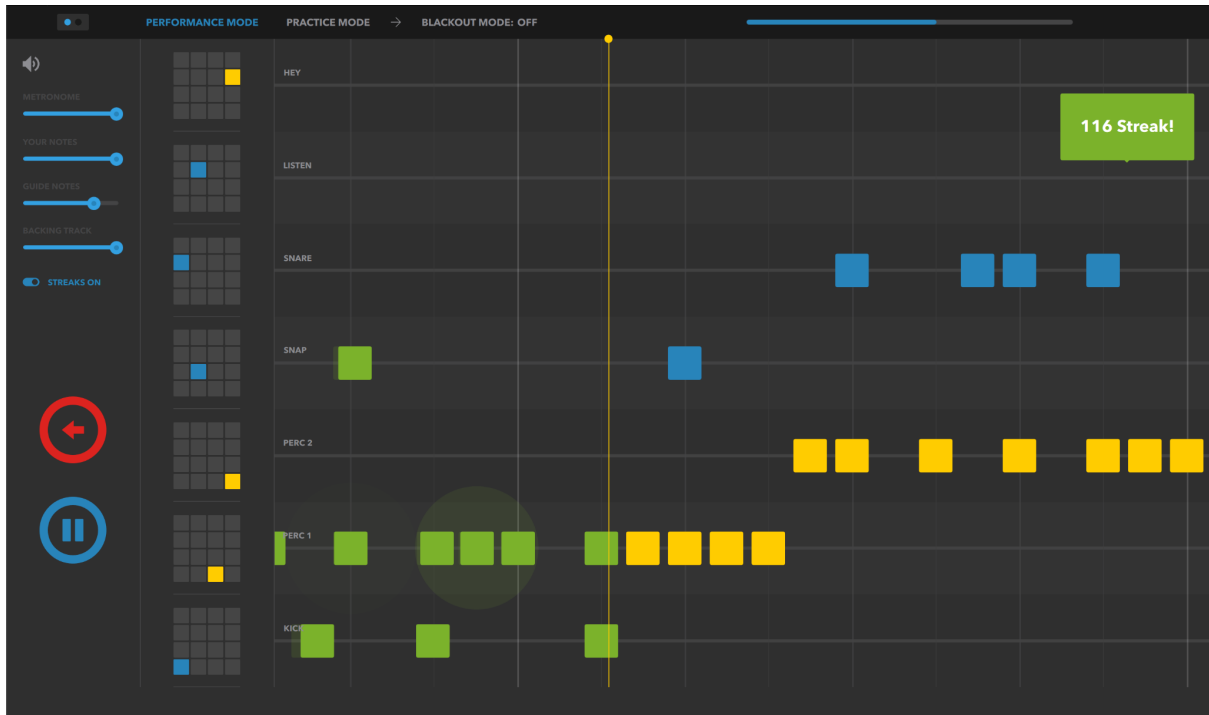 PERFORMANCE MODE PRACTICE MODE → BLACKOUT MODE: OFF
METRONOME
YOUR NOTES
GUIDE NOTES
BACKING TRACK
STREAKS ON
HEY
LISTEN
SNARE
SNAP
PERC 2
PERC 1
KICK
116 Streak!